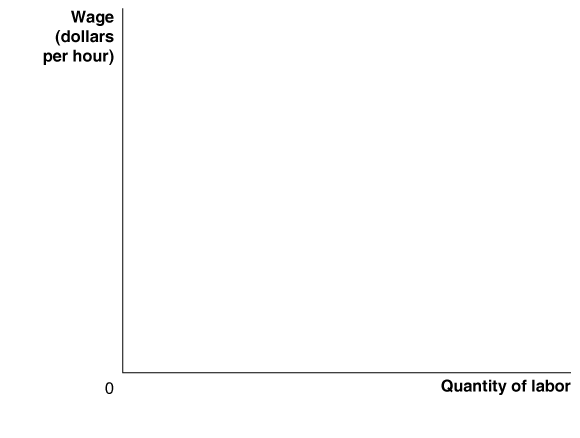 Wage
(dollars
per hour)
0
Quantity of labor